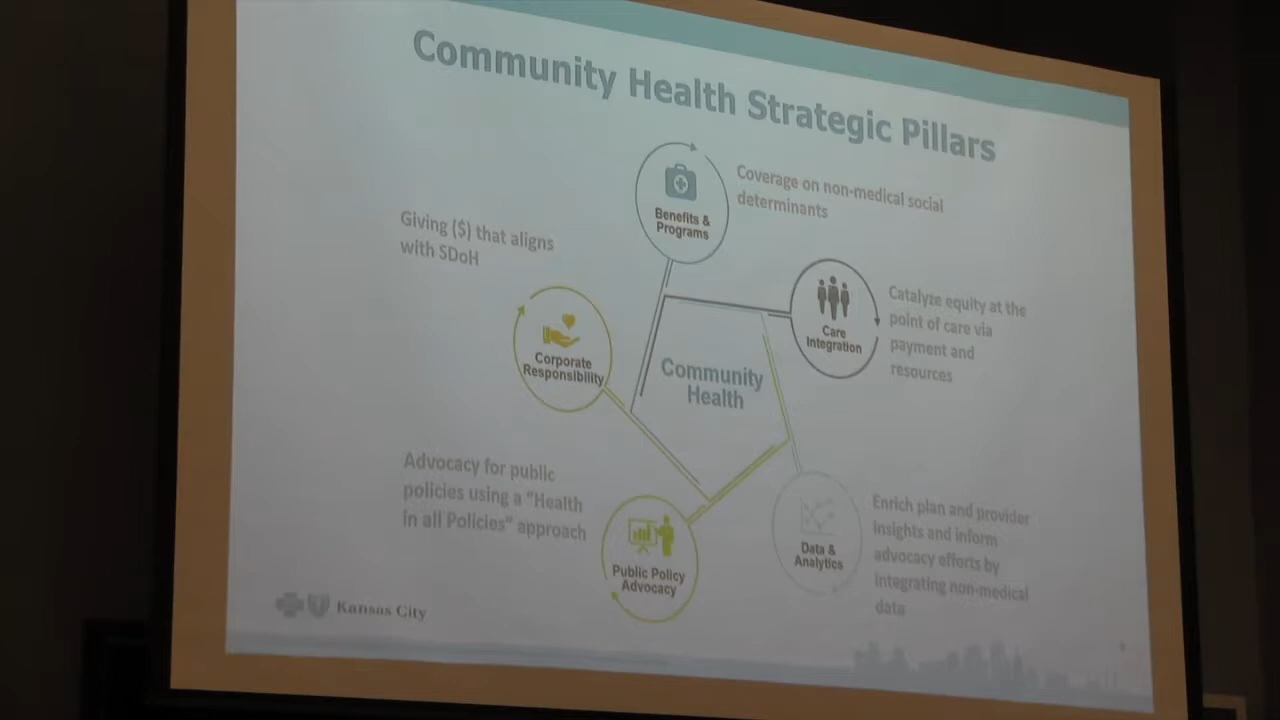 Community Health Strategic Pillars
Benefits &
Programs
Coverage on non-medical social
determinants
Care
Integration
Catalyze equity at the
point of care via
payment and
resources
Data &
Analytics
Enrich plan and provider
insights and inform
advocacy efforts by
integrating non-medical
data
Public Policy
Advocacy
Advocacy for public
policies using a "Health
in all Policies" approach
Corporate
Responsibility
Giving ($) that aligns
with SDoH
Community
Health
Kansas City